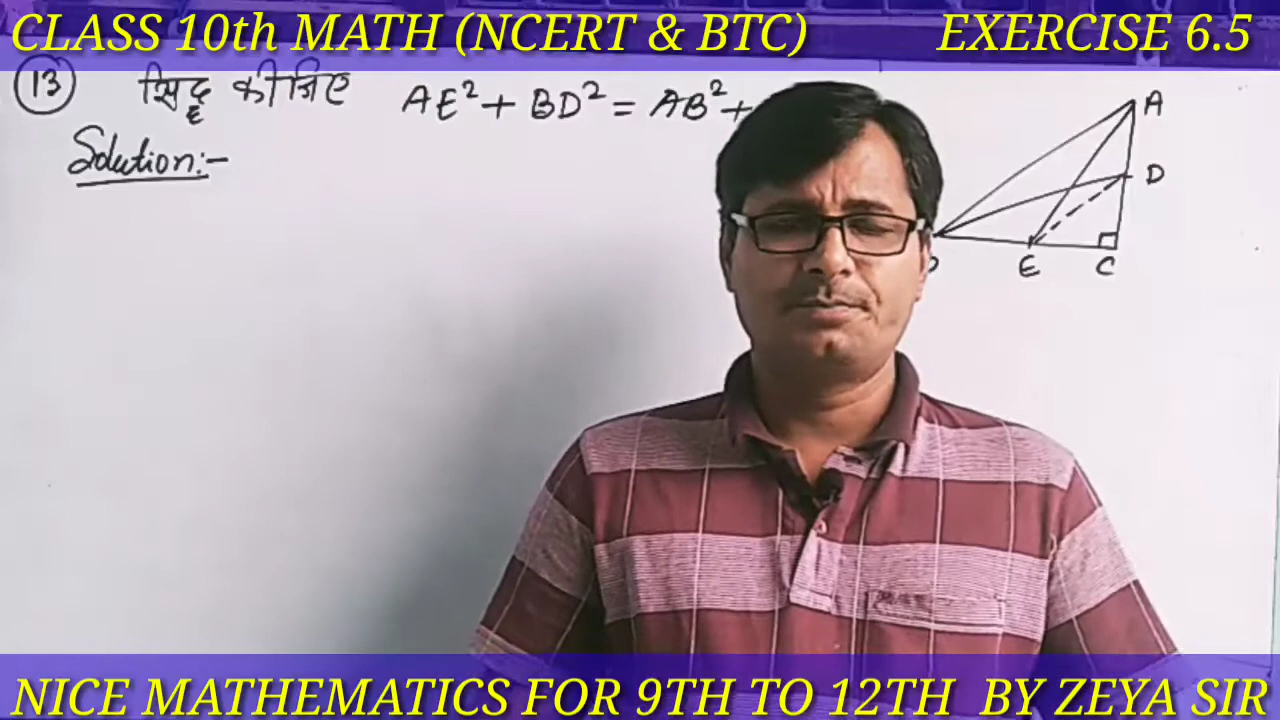 CLASS 10th MATH (NCERT & BTC) EXERCISE 6.5
13 सिद्ध कीजिए AE² + BD² = AB² +
Solution:-
A
D
E C
NICE MATHEMATICS FOR 9TH TO 12TH BY ZEYA SIR